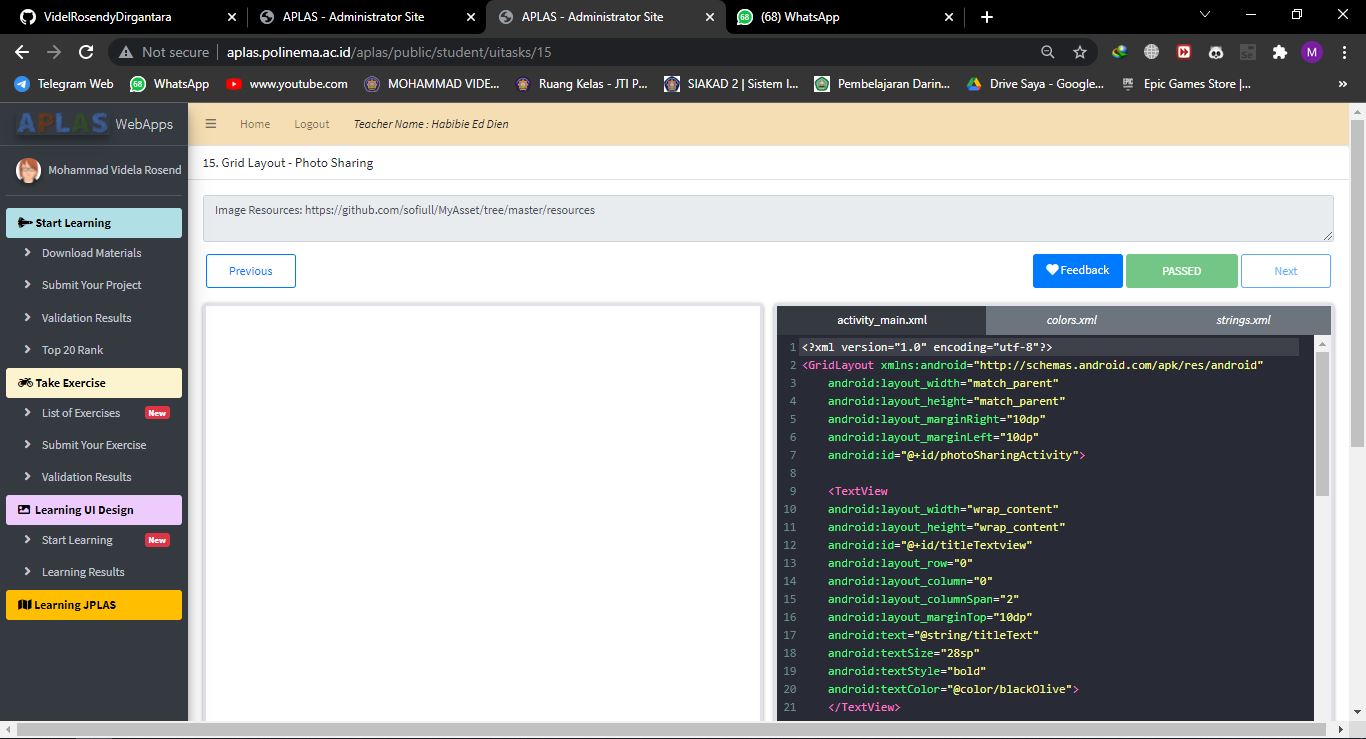 VidelRosendyDirgantara
APLAS - Administrator Site
APLAS - Administrator Site
(68) WhatsApp
Not secure
aplas.polinema.ac.id/aplas/public/student/uitasks/15
M
Telegram Web
WhatsApp
www.youtube.com
MOHAMMAD VIDE...
Ruang Kelas - JTI P...
SIAKAD 2 | Sistem I...
Pembelajaran Darin...
Drive Saya - Google...
Epic Games Store |...
»
APLAS WebApps
Home
Logout
Teacher Name : Habibie Ed Dien
Mohammad Videla Rosend
Start Learning
Download Materials
Submit Your Project
Validation Results
Top 20 Rank
Take Exercise
List of Exercises New
Submit Your Exercise
Validation Results
Learning UI Design
Start Learning New
Learning Results
Learning JPLAS
15. Grid Layout - Photo Sharing
Image Resources: https://github.com/sofiull/MyAsset/tree/master/resources
Previous
Feedback
PASSED
Next
activity_main.xml
colors.xml
strings.xml
1 <?xml version="1.0" encoding="utf-8"?>
2 <GridLayout xmlns:android="http://schemas.android.com/apk/res/android"
3 android:layout_width="match_parent"
4 android:layout_height="match_parent"
5 android:layout_marginRight="10dp"
6 android:layout_marginLeft="10dp"
7 android:id="@+id/photoSharingActivity">
8
9 <TextView
10 android:layout_width="wrap_content"
11 android:layout_height="wrap_content"
12 android:id="@+id/titleTextview"
13 android:layout_row="0"
14 android:layout_column="0"
15 android:layout_columnSpan="2"
16 android:layout_marginTop="10dp"
17 android:text="@string/titleText"
18 android:textSize="28sp"
19 android:textStyle="bold"
20 android:textColor="@color/blackOlive">
21 </TextView>